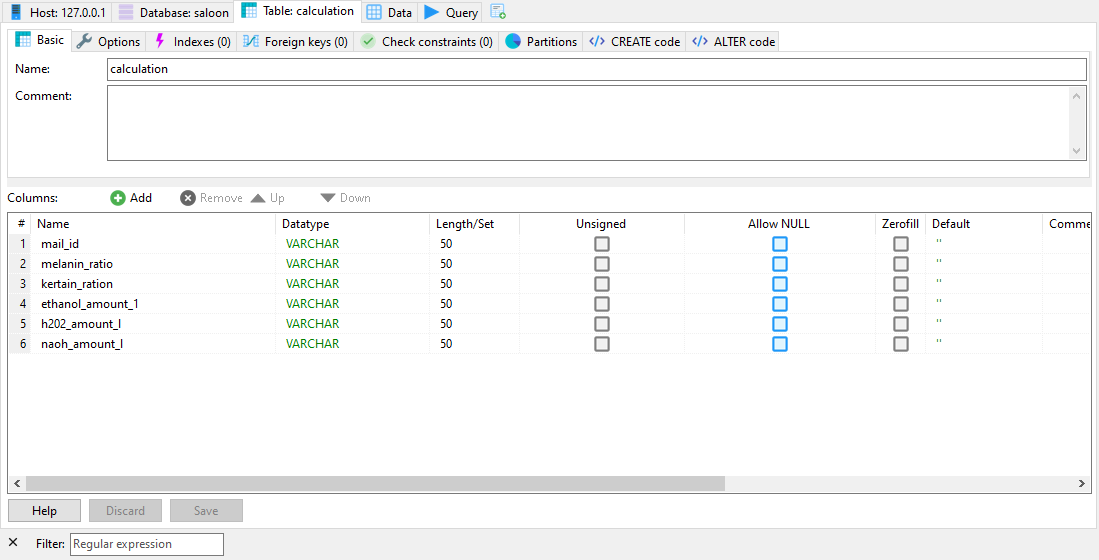 Host: 127.0.0.1 Database: saloon Table: calculation Data Query
Basic Options Indexes (0) Foreign keys (0) Check constraints (0) Partitions CREATE code ALTER code
Name: calculation
Comment:
Columns: Add Remove Up Down
# Name Datatype Length/Set Unsigned Allow NULL Zerofill Default Comme
1 mail_id VARCHAR 50 ''
2 melanin_ratio VARCHAR 50 ''
3 kertain_ration VARCHAR 50 ''
4 ethanol_amount_1 VARCHAR 50 ''
5 h202_amount_l VARCHAR 50 ''
6 naoh_amount_l VARCHAR 50 ''
Help Discard Save
Filter: Regular expression